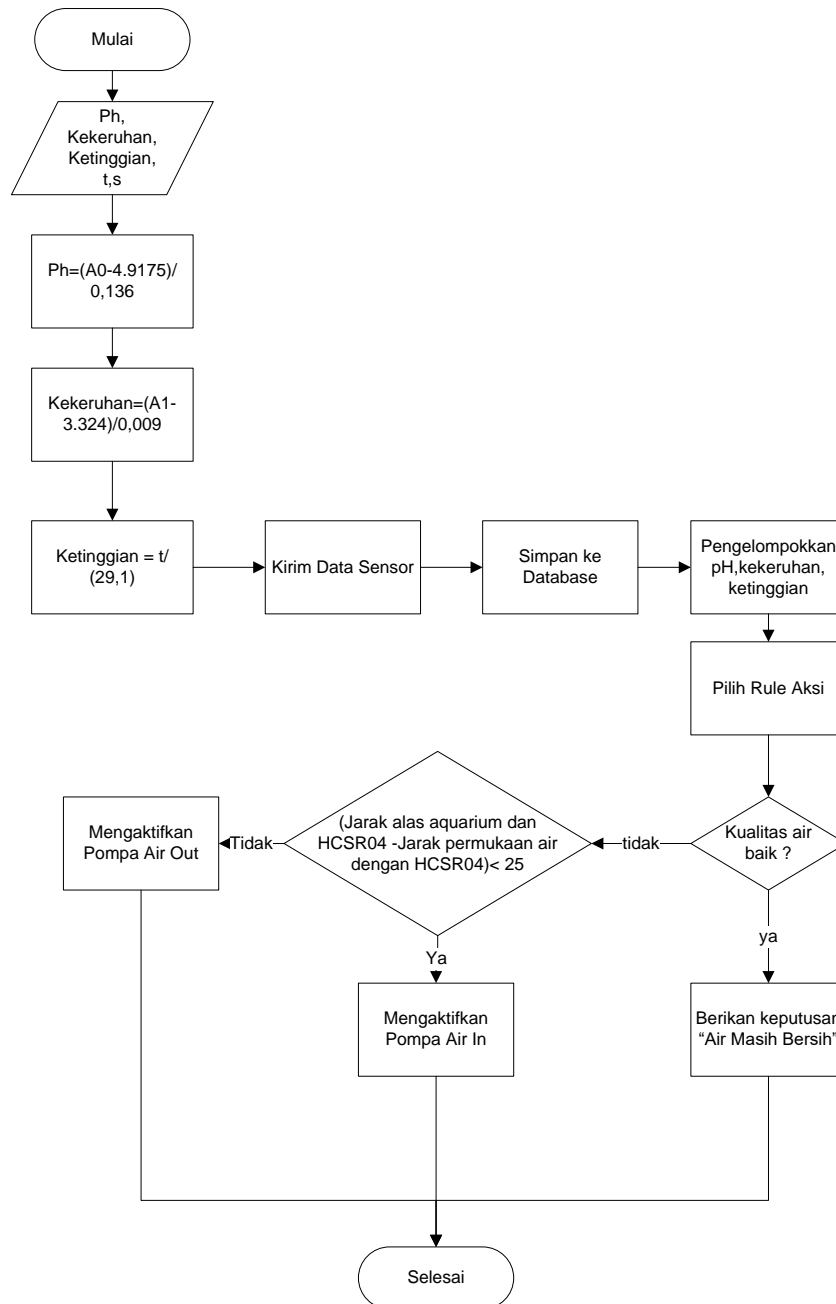 Mulai
Ph,
Kekeruhan,
Ketinggian,
t,s
Ph=(A0-4.9175)/
0,136
Kekeruhan=(A1-
3.324)/0,009
Ketinggian = t/
(29,1)
Kirim Data Sensor
Simpan ke
Database
Pengelompokkan
pH,kekeruhan,
ketinggian
Pilih Rule Aksi
Kualitas air
baik ?
tidak
(Jarak alas aquarium dan
HCSR04 -Jarak permukaan air
dengan HCSR04)< 25
Tidak
Mengaktifkan
Pompa Air Out
Ya
Mengaktifkan
Pompa Air In
ya
Berikan keputusan
“Air Masih Bersih”
Selesai